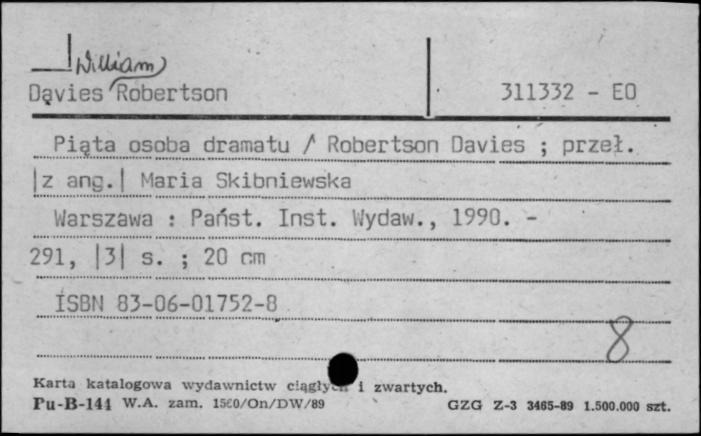 William
Davies Robertson
311332 - EO
Piąta osoba dramatu / Robertson Davies ; przeł.
|z ang.| Maria Skibniewska
Warszawa : Państ. Inst. Wydaw., 1990. -
291, |3| s. ; 20 cm
ISBN 83-06-01752-8
8
Karta katalogowa wydawnictw ciągłych i zwartych.
Pu-B-144 W.A. zam. 1560/On/DW/89
GZG Z-3 3465-89 1.500.000 szt.